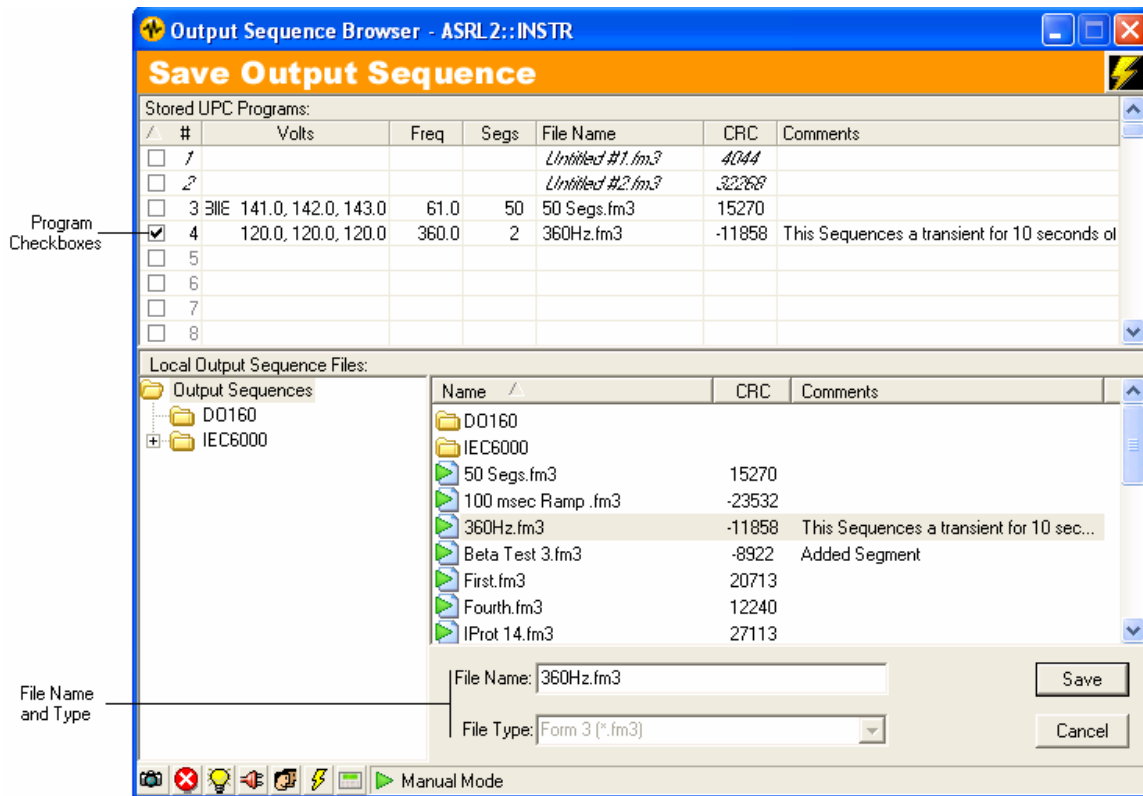 Output Sequence Browser - ASRL2::INSTR
Save Output Sequence
Stored UPC Programs:
# Volts Freq Segs File Name CRC Comments
1 Untitled #1.fm3 4044
2 Untitled #2.fm3 32268
3 141.0, 142.0, 143.0 61.0 50 50 Segs.fm3 15270
Program Checkboxes
4 120.0, 120.0, 120.0 360.0 2 360Hz.fm3 -11858 This Sequences a transient for 10 seconds of
5
6
7
8
Local Output Sequence Files:
Output Sequences
DO160
IEC6000
Name CRC Comments
DO160
IEC6000
50 Segs.fm3 15270
100 msec Ramp .fm3 -23532
360Hz.fm3 -11858 This Sequences a transient for 10 sec...
Beta Test 3.fm3 -8922 Added Segment
First.fm3 20713
Fourth.fm3 12240
IProt 14.fm3 27113
File Name and Type
File Name: 360Hz.fm3
Save
File Type: Form 3 (*.fm3)
Cancel
Manual Mode